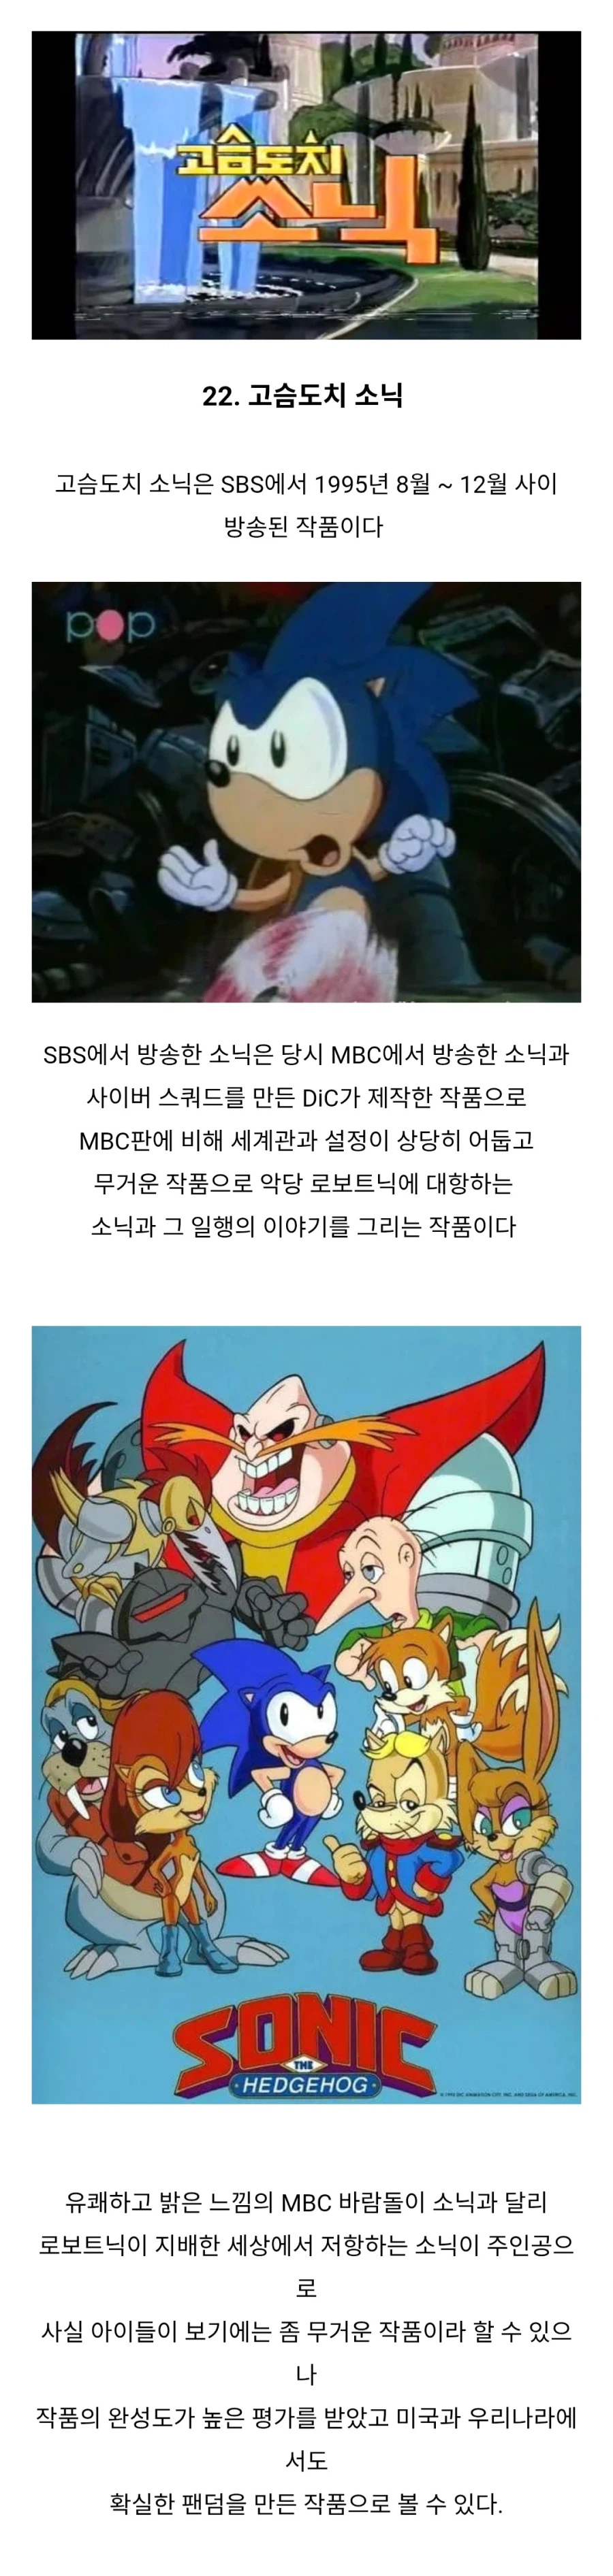 고슴도치
소닉
22. 고슴도치 소닉
고슴도치 소닉은 SBS에서 1995년 8월 ~ 12월 사이
방송된 작품이다
pop
SBS에서 방송한 소닉은 당시 MBC에서 방송한 소닉과
사이버 스쿼드를 만든 DiC가 제작한 작품으로
MBC판에 비해 세계관과 설정이 상당히 어둡고
무거운 작품으로 악당 로보트닉에 대항하는
소닉과 그 일행의 이야기를 그리는 작품이다
SONIC
THE
HEDGEHOG
유쾌하고 밝은 느낌의 MBC 바람돌이 소닉과 달리
로보트닉이 지배한 세상에서 저항하는 소닉이 주인공으
로
사실 아이들이 보기에는 좀 무거운 작품이라 할 수 있으
나
작품의 완성도가 높은 평가를 받았고 미국과 우리나라에
서도
확실한 팬덤을 만든 작품으로 볼 수 있다.